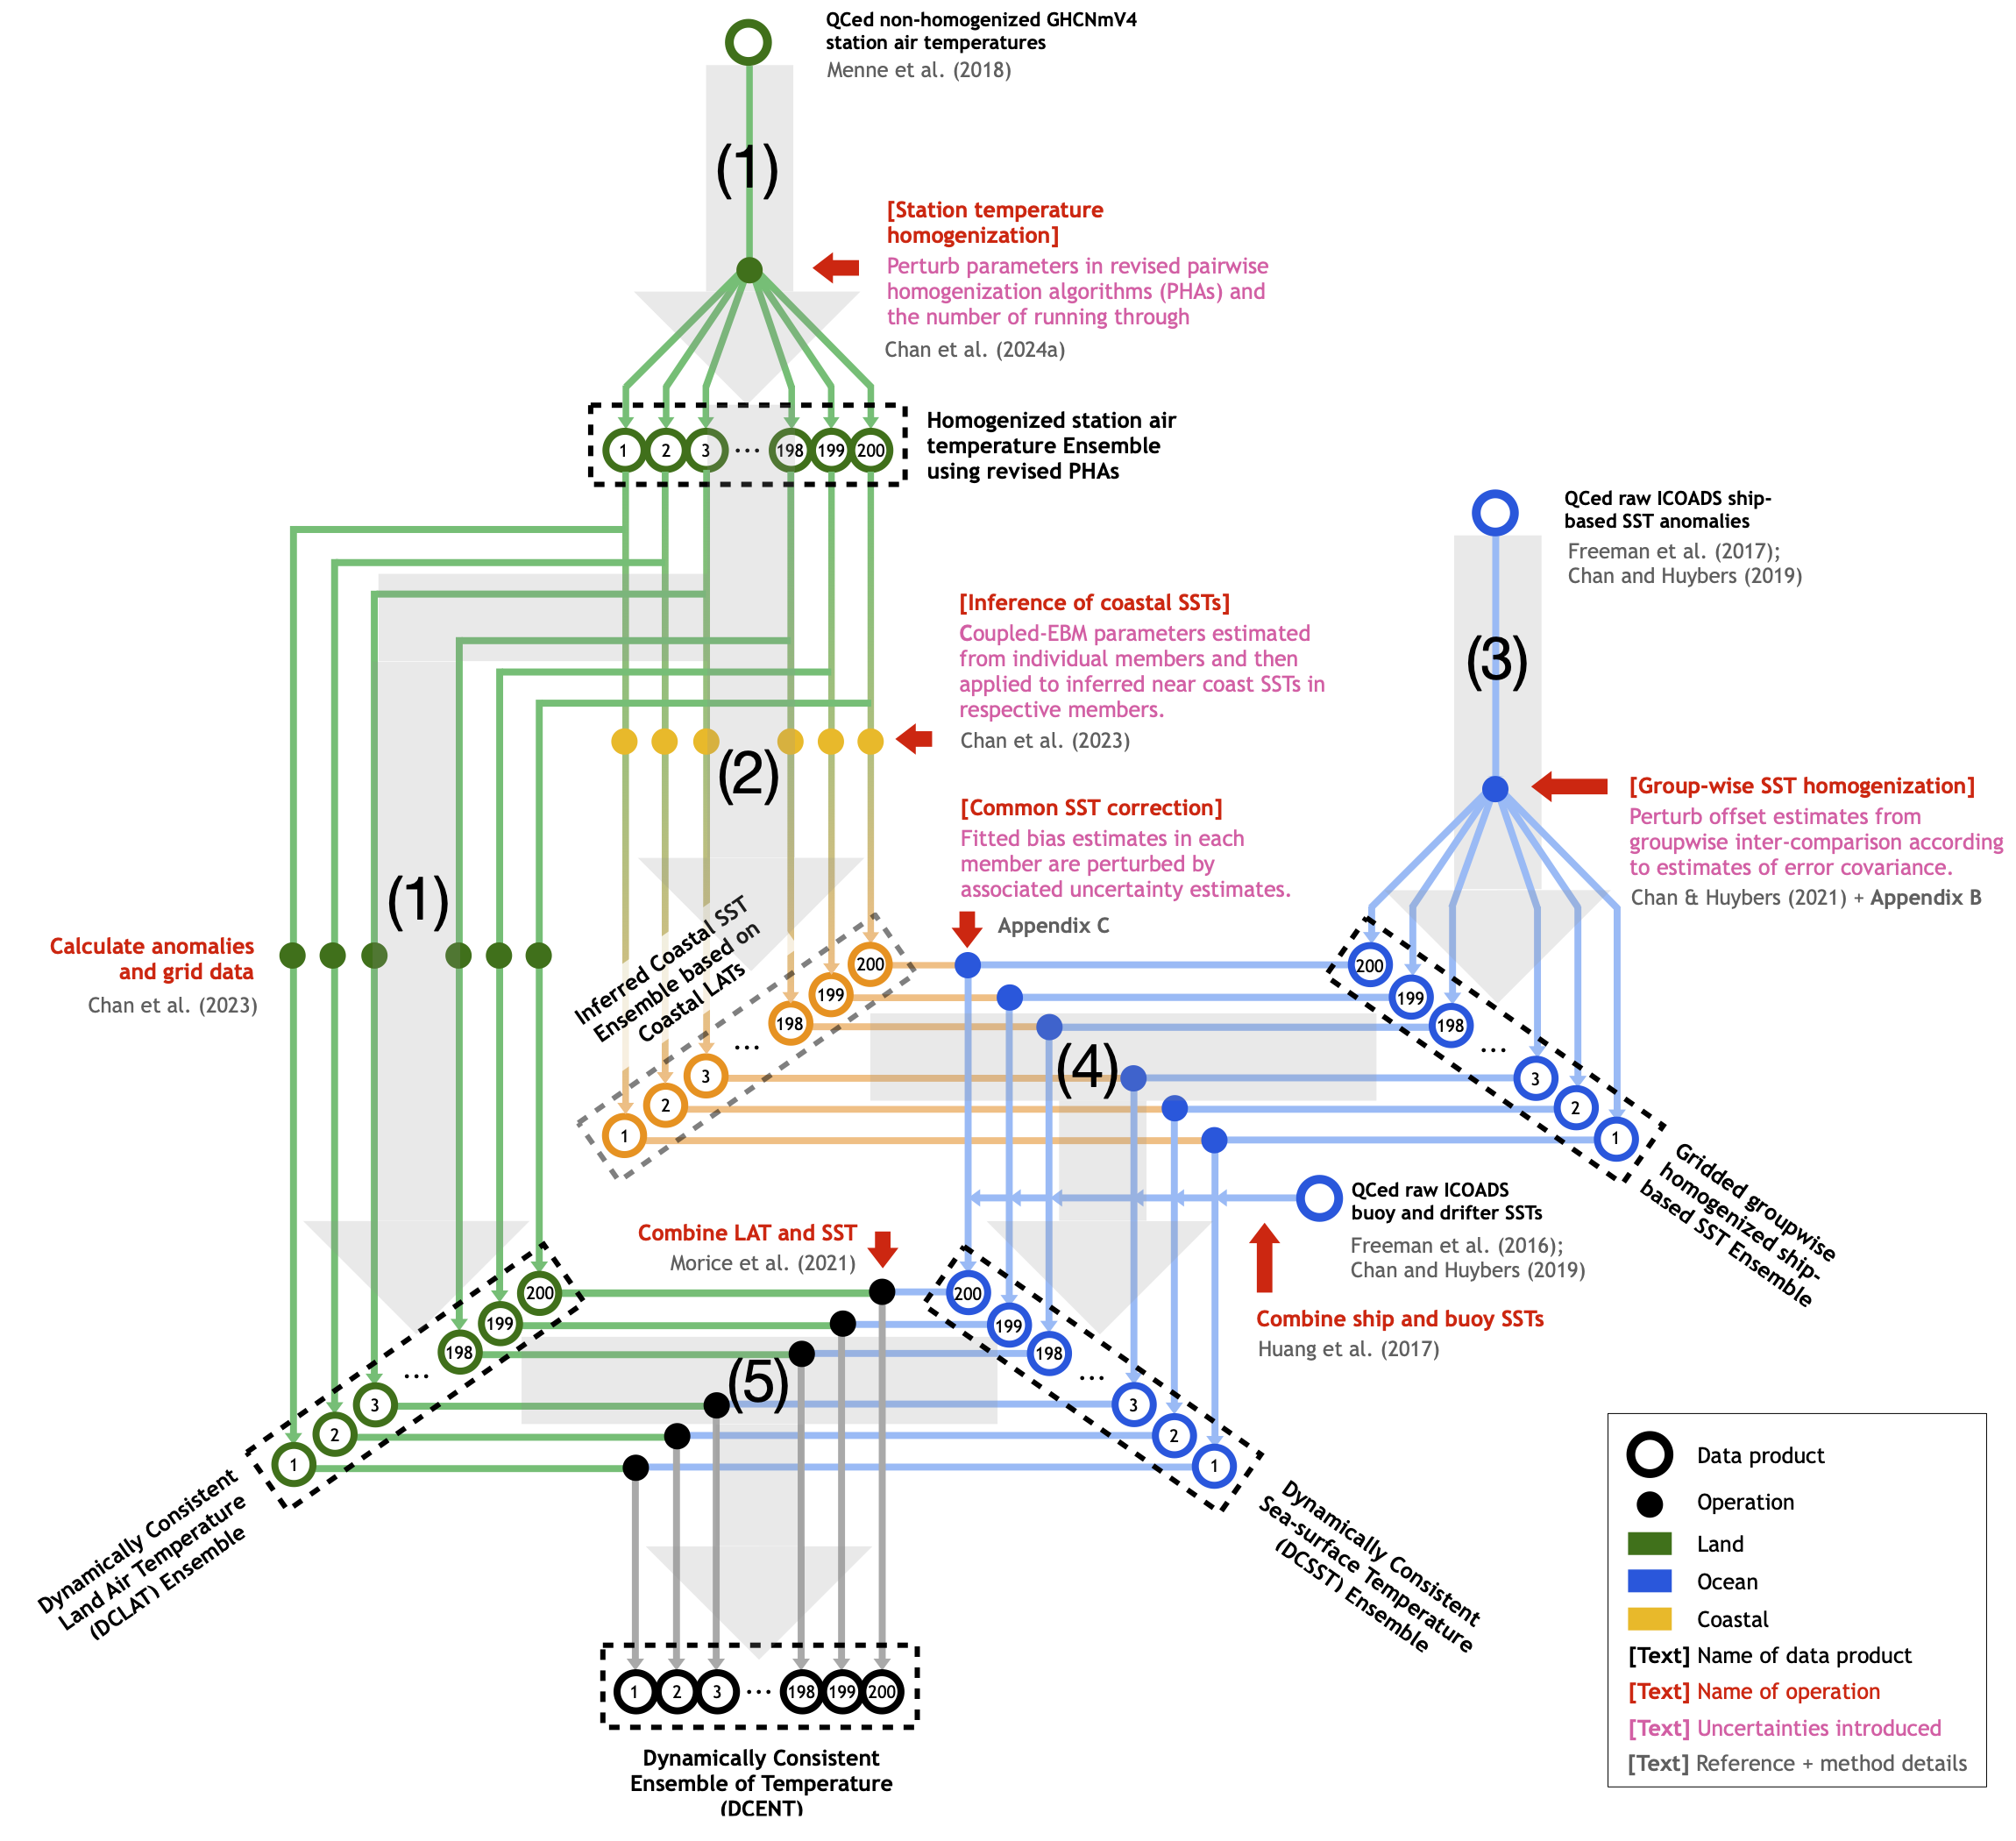 QCed non-homogenized GHCNmV4
station air temperatures
Menne et al. (2018)
(1)
[Station temperature
homogenization]
Perturb parameters in revised pairwise
homogenization algorithms (PHAs) and
the number of running through
Chan et al. (2024a)
1 2 3 ... 198 199 200
Homogenized station air
temperature Ensemble
using revised PHAs
QCed raw ICOADS ship-
based SST anomalies
Freeman et al. (2017);
Chan and Huybers (2019)
(3)
[Inference of coastal SSTs]
Coupled-EBM parameters estimated
from individual members and then
applied to inferred near coast SSTs in
respective members.
Chan et al. (2023)
(2)
[Group-wise SST homogenization]
Perturb offset estimates from
groupwise inter-comparison according
to estimates of error covariance.
Chan & Huybers (2021) + Appendix B
[Common SST correction]
Fitted bias estimates in each
member are perturbed by
associated uncertainty estimates.
Appendix C
(1)
Calculate anomalies
and grid data
Chan et al. (2023)
Inferred Coastal SST
Ensemble based on
Coastal LATs
200
199
198
...
3
2
1
(4)
200
199
198
...
3
2
1
Gridded groupwise
homogenized ship-
based SST Ensemble
QCed raw ICOADS
buoy and drifter SSTs
Freeman et al. (2016);
Chan and Huybers (2019)
Combine ship and buoy SSTs
Huang et al. (2017)
Combine LAT and SST
Morice et al. (2021)
200
199
198
...
3
2
1
Dynamically Consistent
Land Air Temperature
(DCLAT) Ensemble
(5)
200
199
198
...
3
2
1
Dynamically Consistent
Sea-surface Temperature
(DCSST) Ensemble
1 2 3 ... 198 199 200
Dynamically Consistent
Ensemble of Temperature
(DCENT)
Data product
Operation
Land
Ocean
Coastal
[Text] Name of data product
[Text] Name of operation
[Text] Uncertainties introduced
[Text] Reference + method details